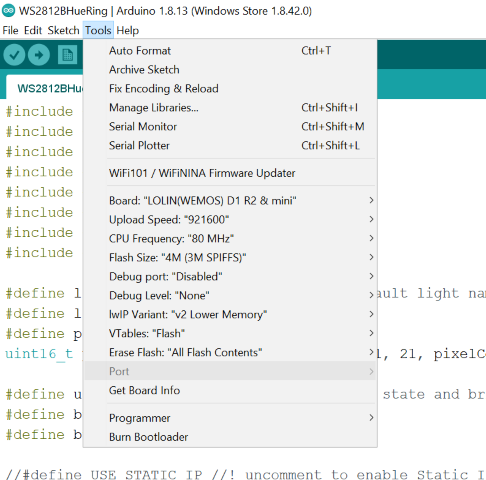 WS2812BHueRing | Arduino 1.8.13 (Windows Store 1.8.42.0)
File Edit Sketch Tools Help
Auto Format Ctrl+T
Archive Sketch
WS2812BHue
Fix Encoding & Reload
#include
Manage Libraries... Ctrl+Shift+I
#include
Serial Monitor Ctrl+Shift+M
#include
Serial Plotter Ctrl+Shift+L
#include
WiFi101 / WiFiNINA Firmware Updater
#include
Board: "LOLIN(WEMOS) D1 R2 & mini"
#include
Upload Speed: "921600"
#include
CPU Frequency: "80 MHz"
#include
Flash Size: "4M (3M SPIFFS)"
Debug port: "Disabled"
#define l
Debug Level: "None"
ault light na
#define l
lwIP Variant: "v2 Lower Memory"
#define p
VTables: "Flash"
uint16_t
Erase Flash: "All Flash Contents"
1, 21, pixelC
Port
#define u
Get Board Info
state and br
#define b
Programmer
#define b
Burn Bootloader
//#define USE STATIC IP //! uncomment to enable Static I